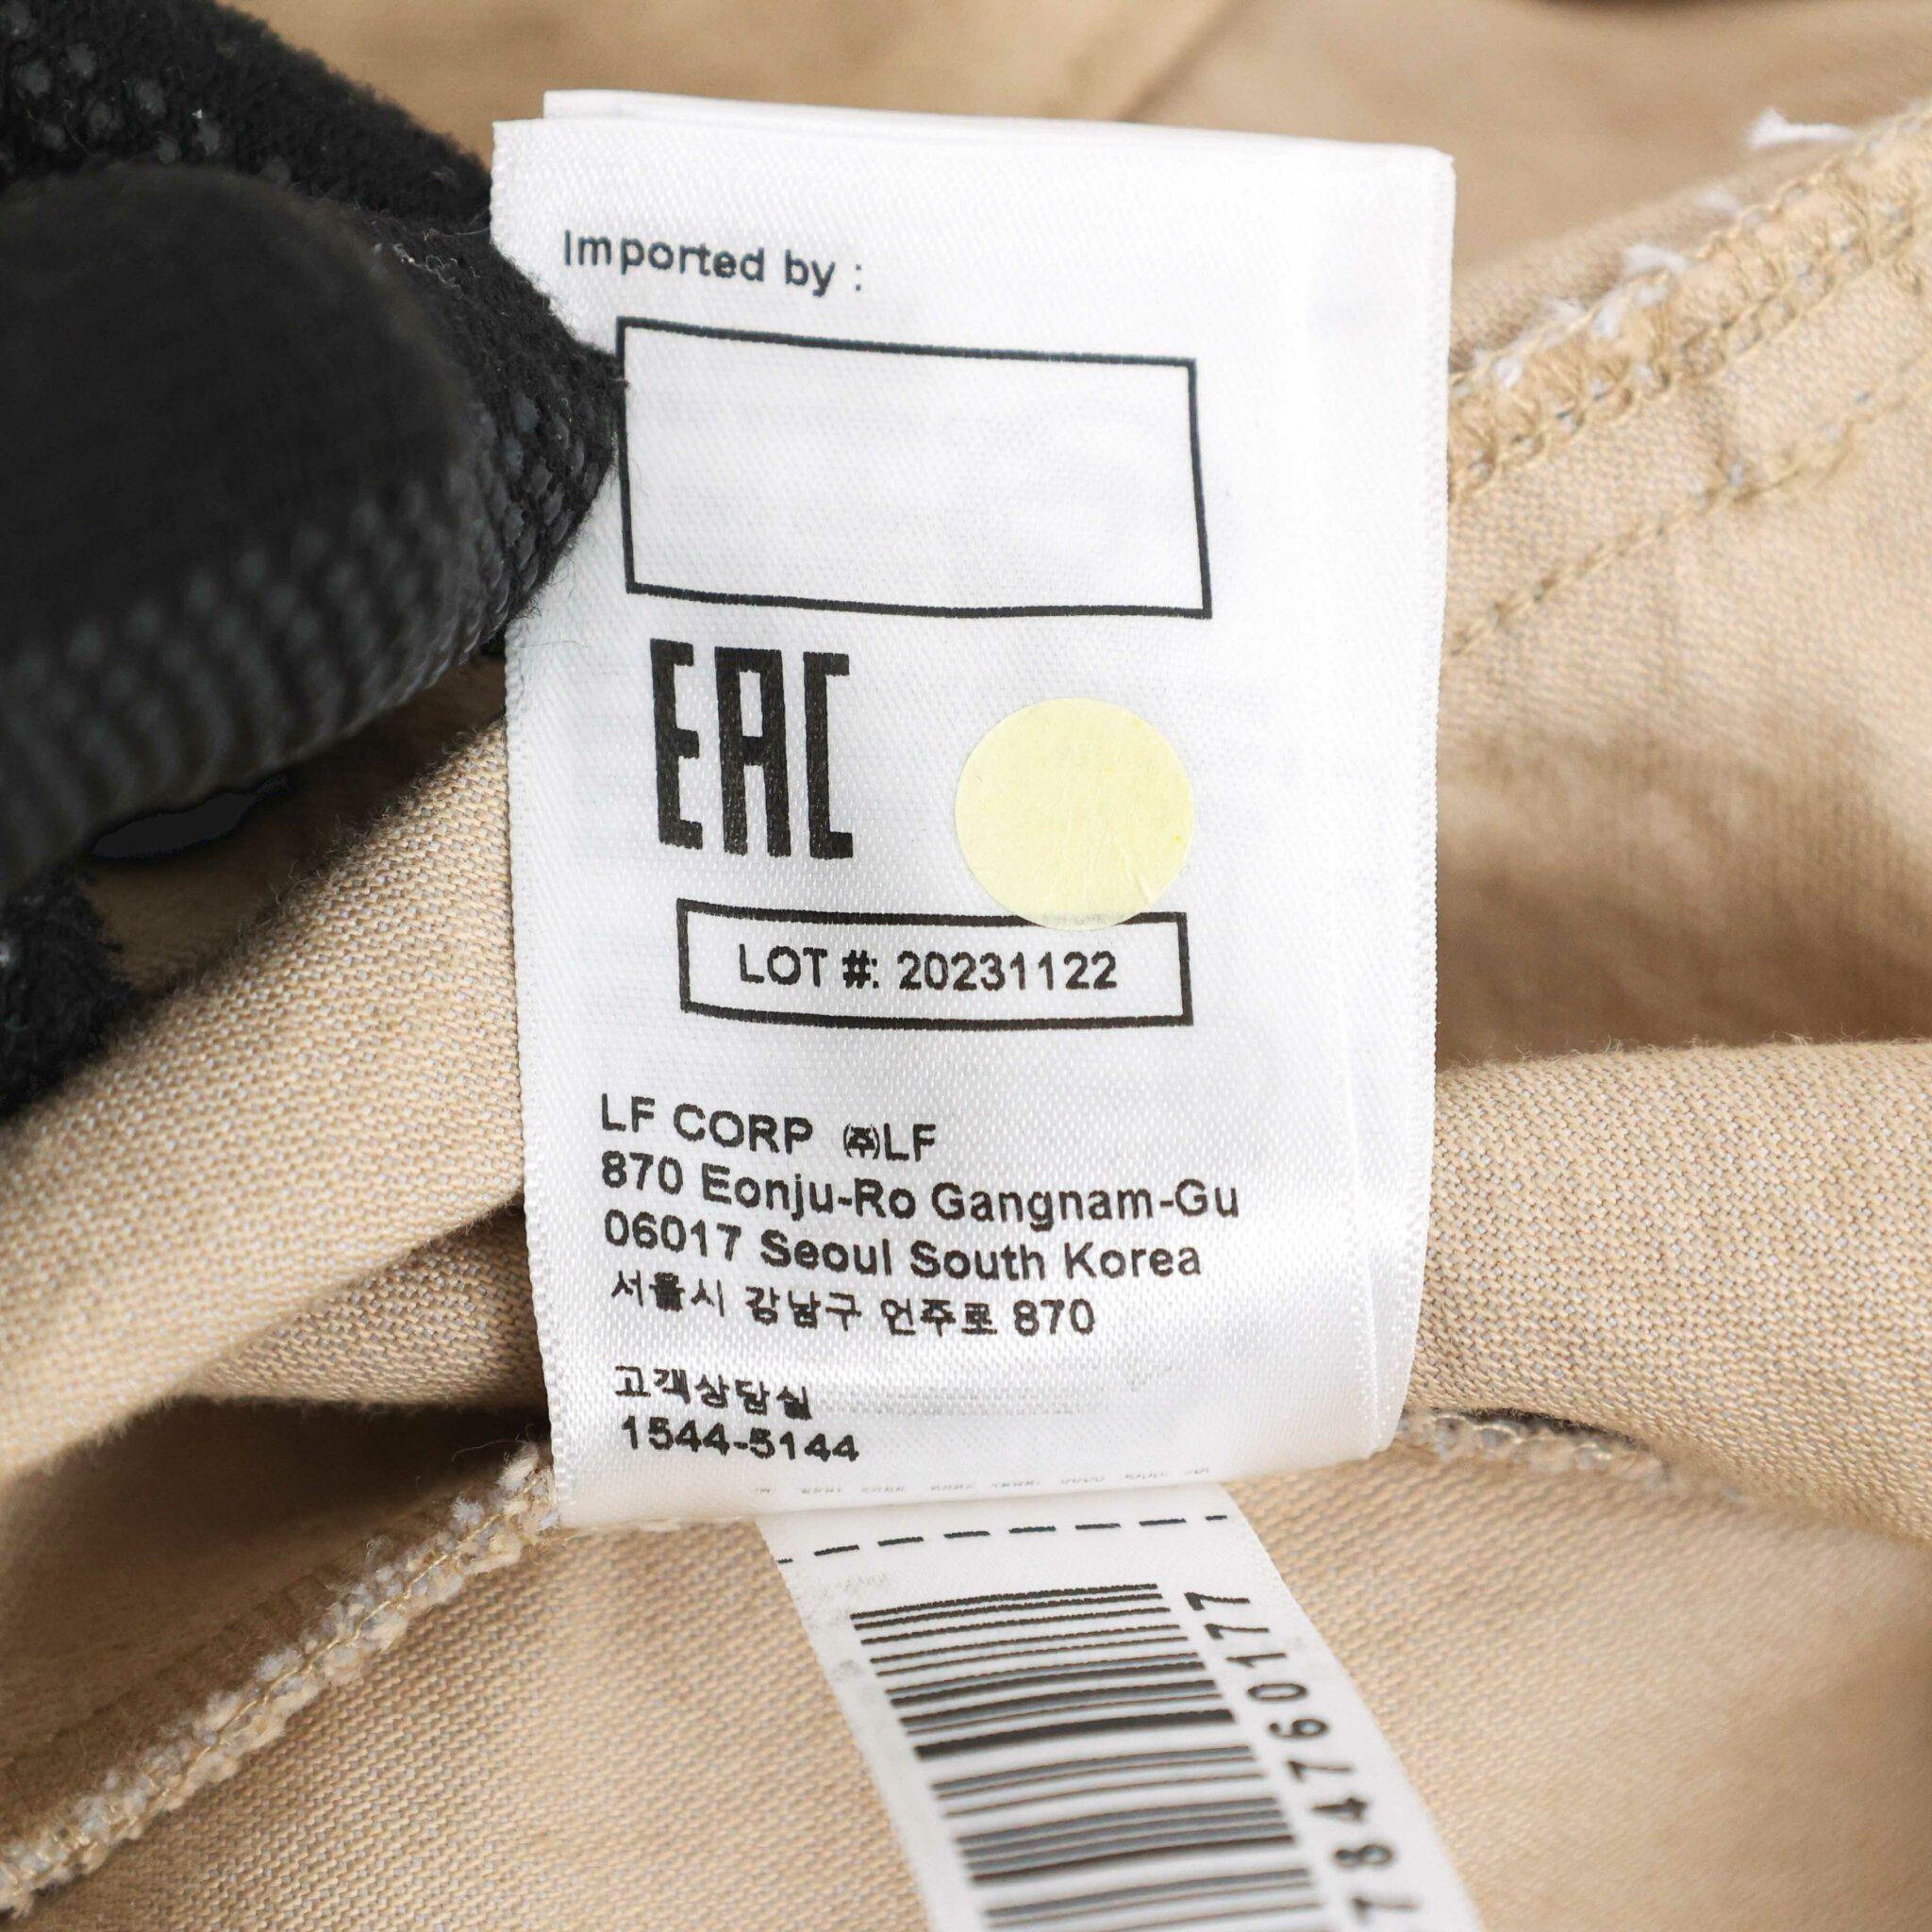 Imported by :
EAC
LOT #: 20231122
LF CORP ㈜LF
870 Eonju-Ro Gangnam-Gu
06017 Seoul South Korea
서울시 강남구 언주로 870
고객상담실
1544-5144